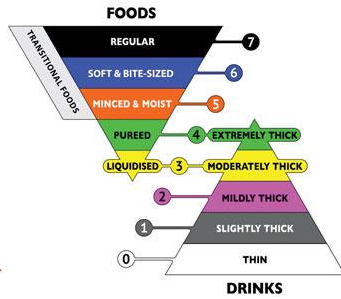 FOODS
TRANSITIONAL FOODS
REGULAR 7
SOFT & BITE-SIZED 6
MINCED & MOIST 5
PUREED 4 EXTREMELY THICK
LIQUIDISED 3 MODERATELY THICK
2 MILDLY THICK
1 SLIGHTLY THICK
0 THIN
DRINKS